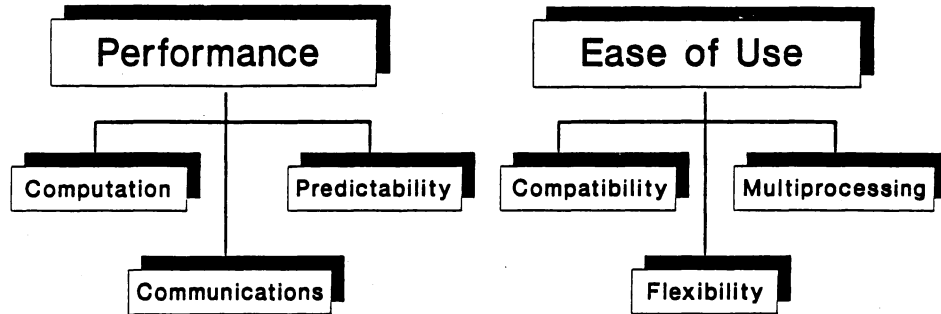 Performance
Ease of Use
Computation
Predictability
Compatibility
Multiprocessing
Communications
Flexibility